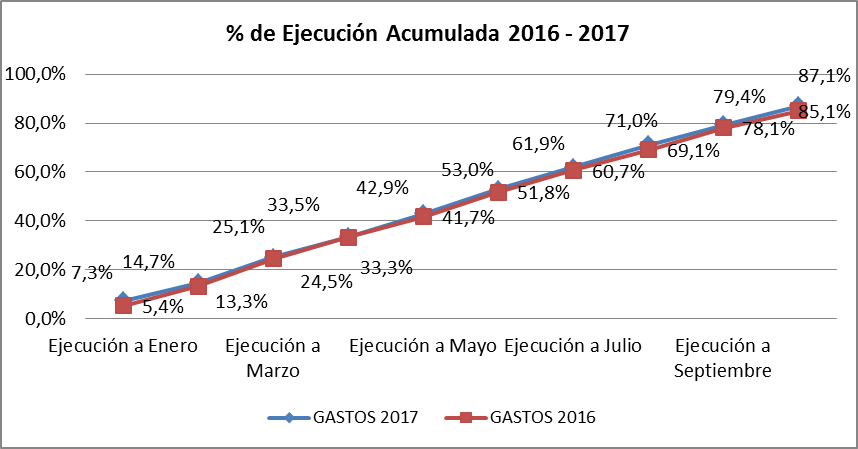 % de Ejecución Acumulada 2016 - 2017
100,0%
80,0%
60,0%
40,0%
20,0%
0,0%
7,3%
14,7%
25,1%
33,5%
42,9%
53,0%
61,9%
71,0%
79,4%
87,1%
5,4%
13,3%
24,5%
33,3%
41,7%
51,8%
60,7%
69,1%
78,1%
85,1%
Ejecución a Enero
Ejecución a
Marzo
Ejecución a Mayo
Ejecución a Julio
Ejecución a
Septiembre
GASTOS 2017
GASTOS 2016